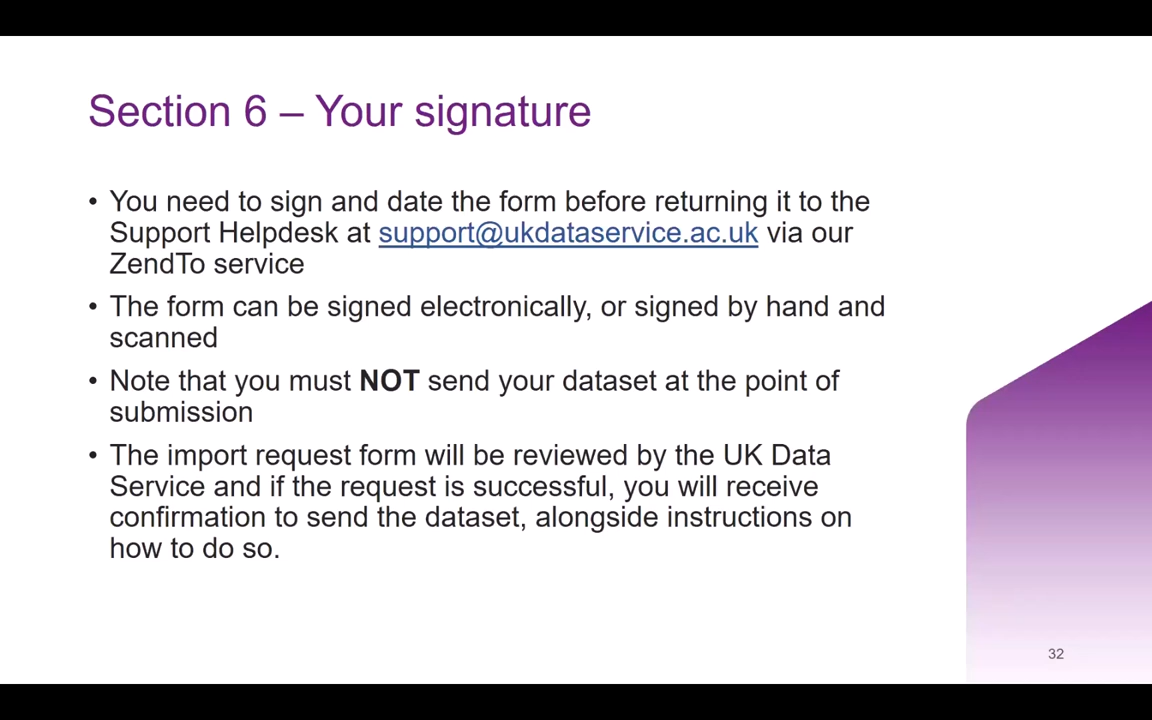 Section 6 – Your signature
• You need to sign and date the form before returning it to the
Support Helpdesk at support@ukdataservice.ac.uk via our
ZendTo service
• The form can be signed electronically, or signed by hand and
scanned
• Note that you must NOT send your dataset at the point of
submission
• The import request form will be reviewed by the UK Data
Service and if the request is successful, you will receive
confirmation to send the dataset, alongside instructions on
how to do so.
32